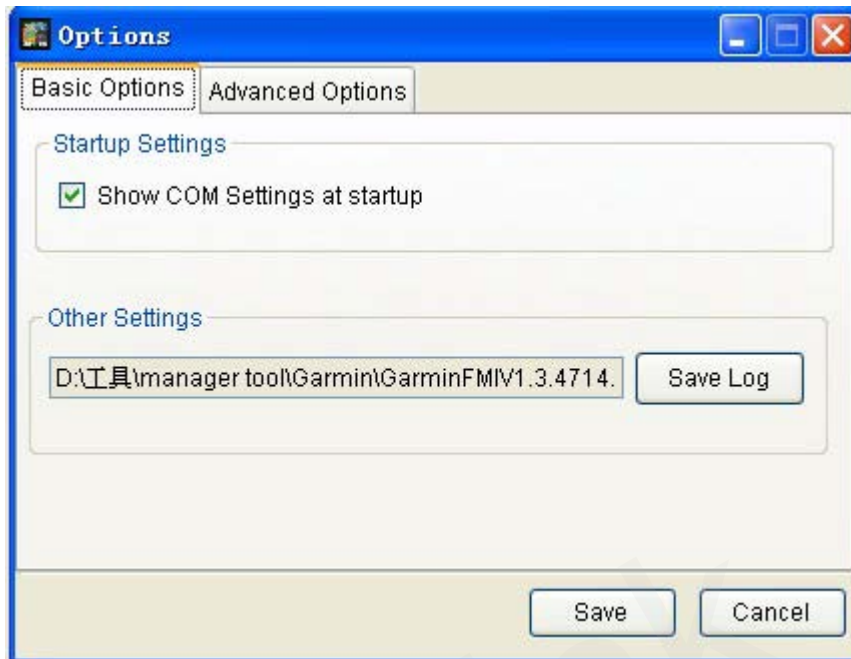 Options
Basic Options Advanced Options
Startup Settings
Show COM Settings at startup
Other Settings
D:\工具\manager tool\Garmin\GarminFMIV1.3.4714. Save Log
Save Cancel